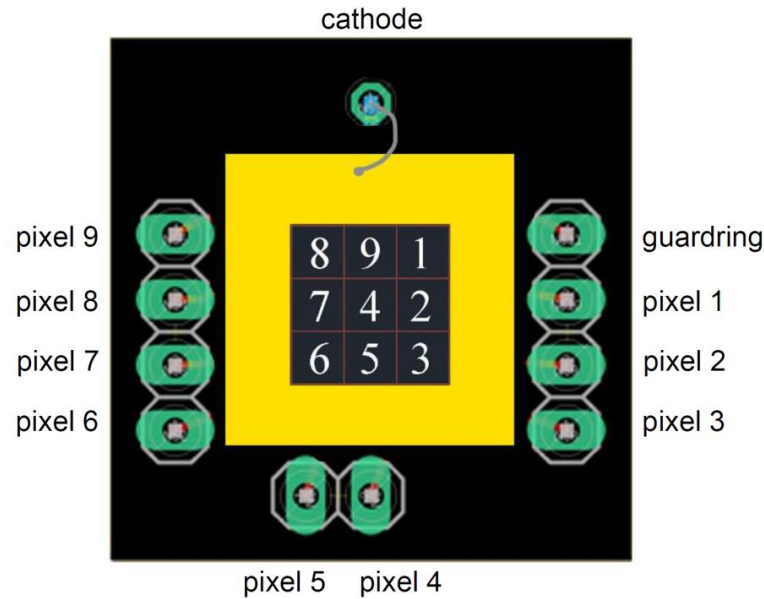 cathode
pixel 9
guardring
8 9 1
pixel 8
pixel 1
7 4 2
pixel 7
pixel 2
6 5 3
pixel 6
pixel 3
pixel 5
pixel 4